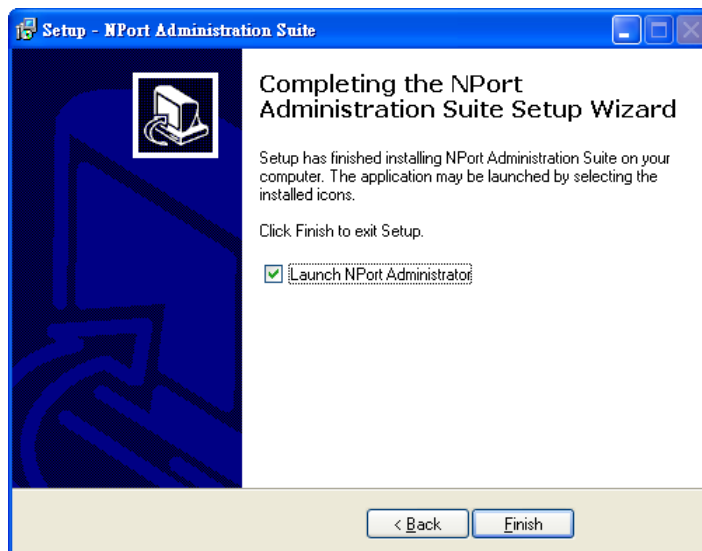 Setup - NPort Administration Suite
Completing the NPort
Administration Suite Setup Wizard
Setup has finished installing NPort Administration Suite on your
computer. The application may be launched by selecting the
installed icons.
Click Finish to exit Setup.
Launch NPort Administrator
< Back
Finish